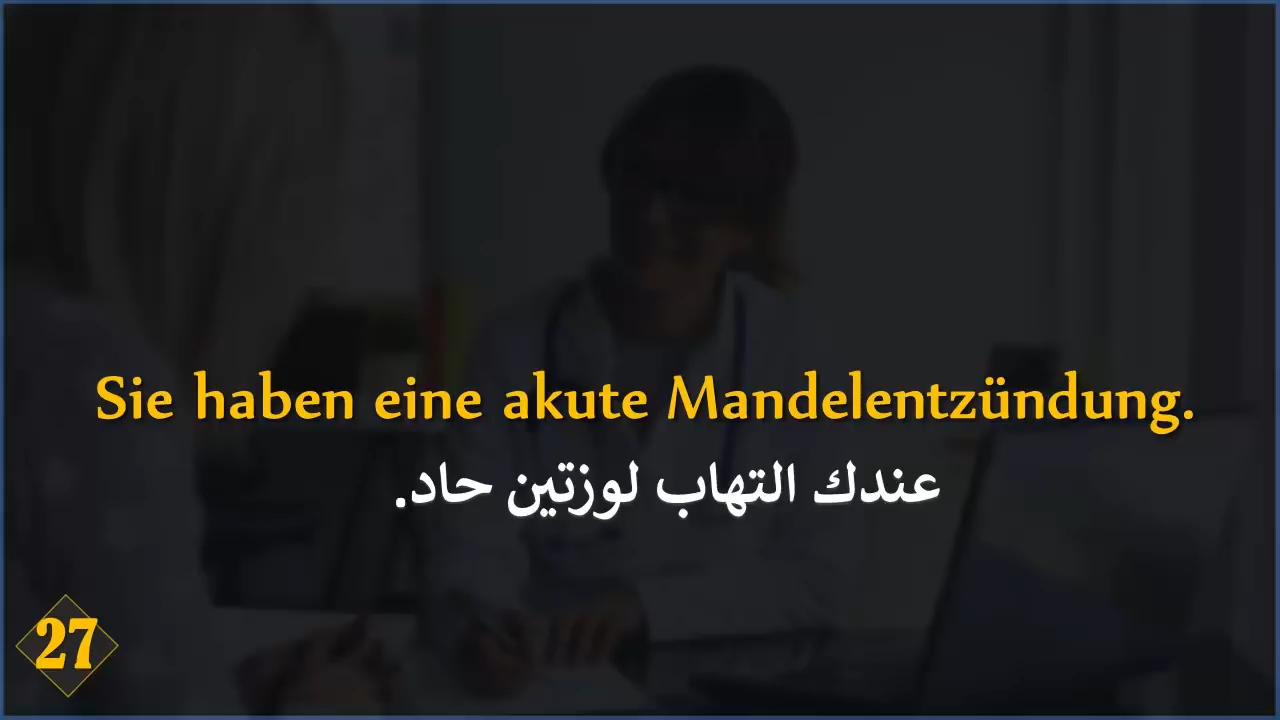 Sie haben eine akute Mandelentzündung.
عندك التهاب لوزتين حاد.
27